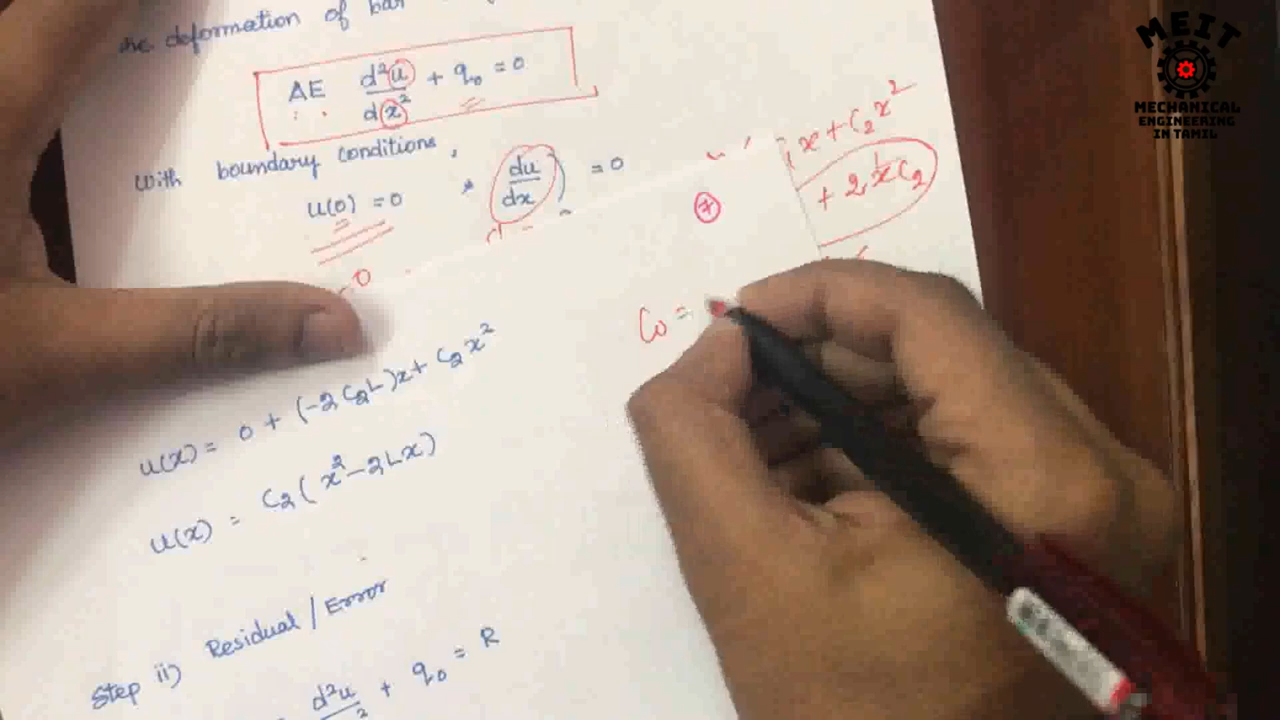 the deformation of bar
AE d²u/dx² + q₀ = 0
With boundary conditions,
u(0) = 0 * du/dx) = 0
0
x + C₂x²
+ 2xC₂
C₀ =
u(x) = 0 + (-2C₂L)x + C₂x²
u(x) = C₂(x² - 2Lx)
Step ii) Residual / Error
d²u + q₀ = R
MEIT
MECHANICAL
ENGINEERING
IN TAMIL